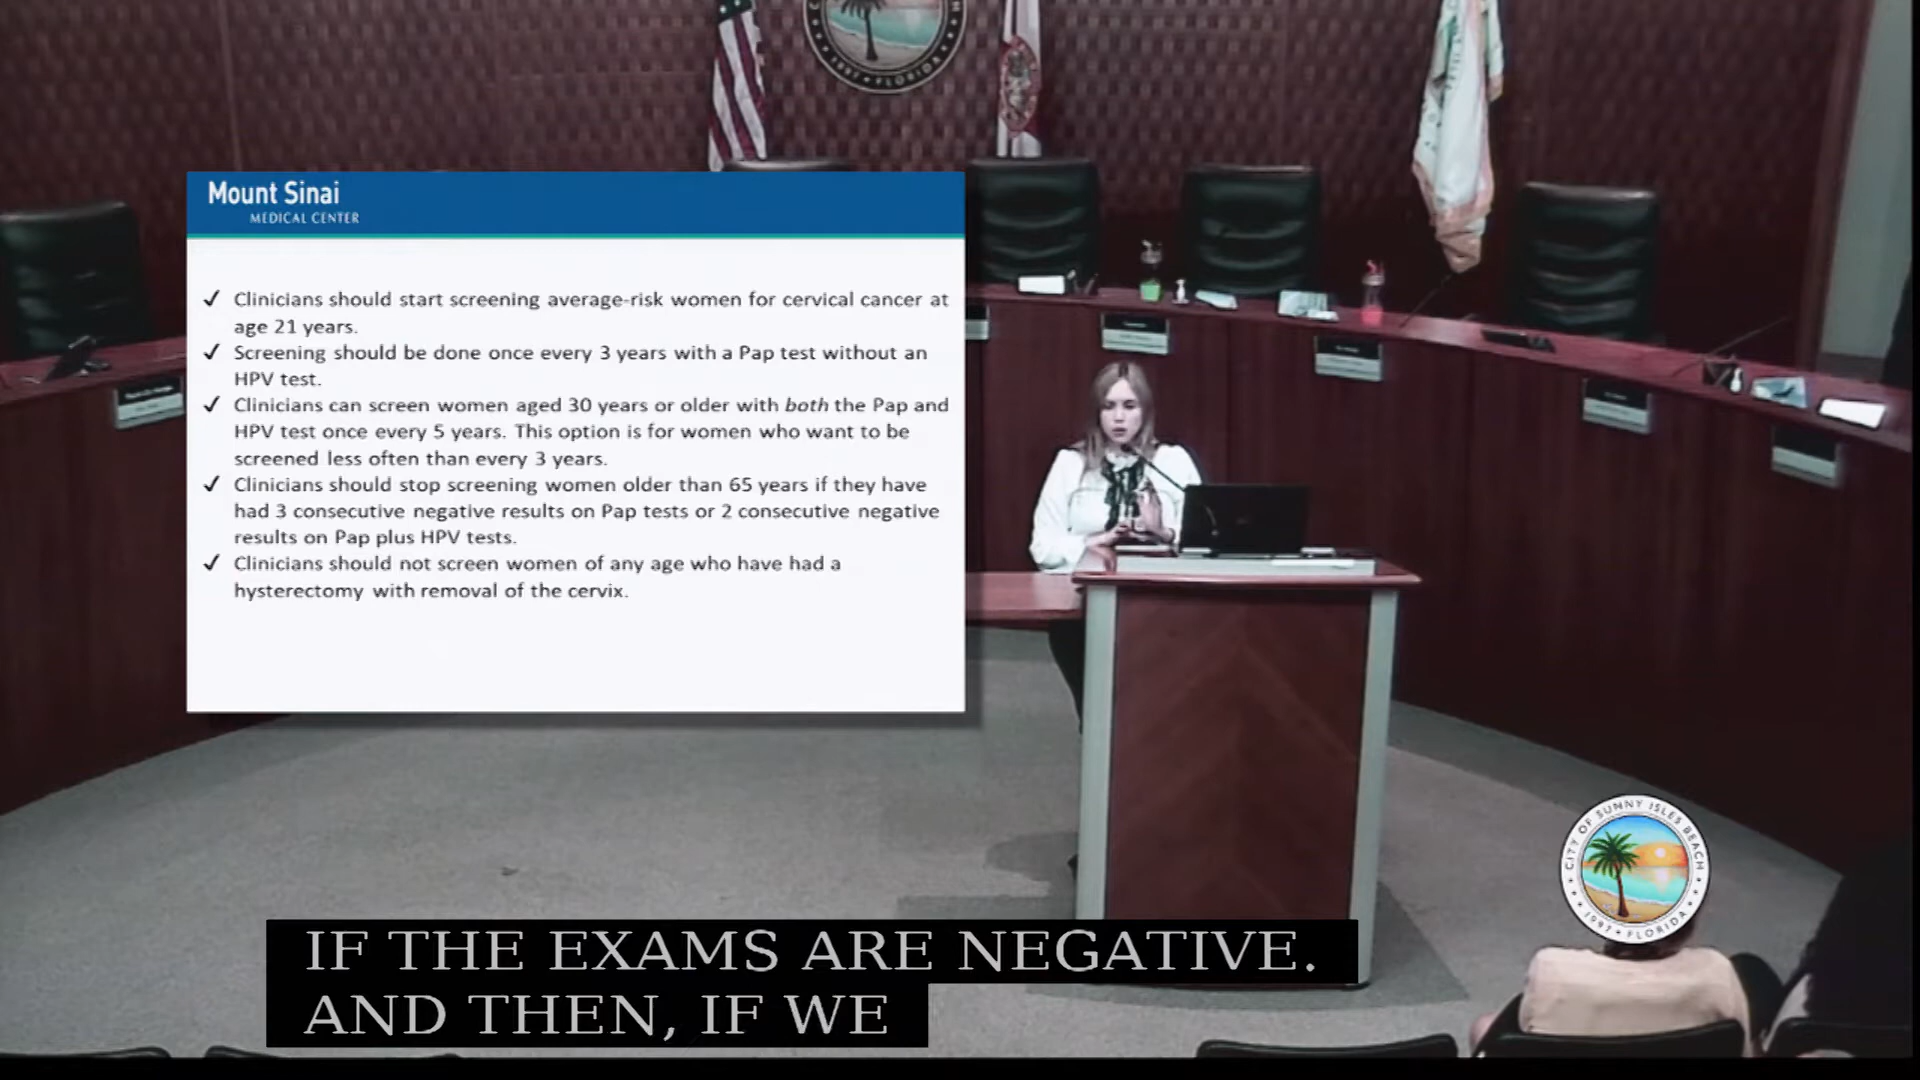 1997 • FLORIDA
Mount Sinai
MEDICAL CENTER
✓ Clinicians should start screening average-risk women for cervical cancer at
age 21 years.
✓ Screening should be done once every 3 years with a Pap test without an
HPV test.
✓ Clinicians can screen women aged 30 years or older with both the Pap and
HPV test once every 5 years. This option is for women who want to be
screened less often than every 3 years.
✓ Clinicians should stop screening women older than 65 years if they have
had 3 consecutive negative results on Pap tests or 2 consecutive negative
results on Pap plus HPV tests.
✓ Clinicians should not screen women of any age who have had a
hysterectomy with removal of the cervix.
CITY OF SUNNY ISLES BEACH
• 1997 • FLORIDA •
IF THE EXAMS ARE NEGATIVE.
AND THEN, IF WE